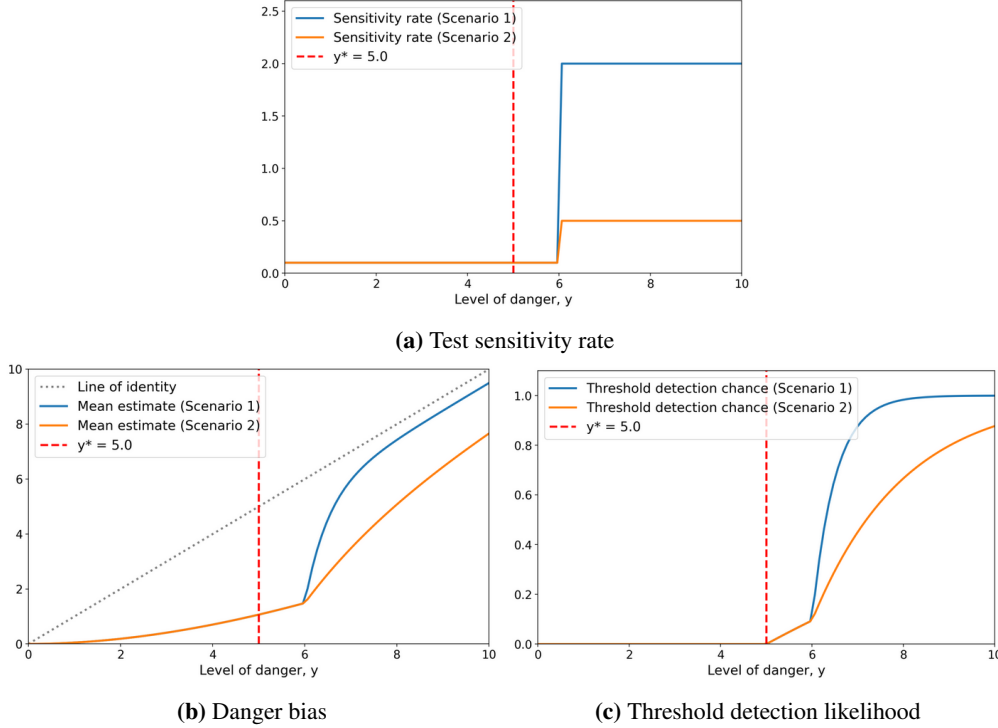 2.5
2.0
1.5
1.0
0.5
0.0
Sensitivity rate (Scenario 1)
Sensitivity rate (Scenario 2)
y* = 5.0
0 2 4 6 8 10
Level of danger, y
(a) Test sensitivity rate
10
8
6
4
2
0
Line of identity
Mean estimate (Scenario 1)
Mean estimate (Scenario 2)
y* = 5.0
0 2 4 6 8 10
Level of danger, y
(b) Danger bias
1.0
0.8
0.6
0.4
0.2
0.0
Threshold detection chance (Scenario 1)
Threshold detection chance (Scenario 2)
y* = 5.0
0 2 4 6 8 10
Level of danger, y
(c) Threshold detection likelihood